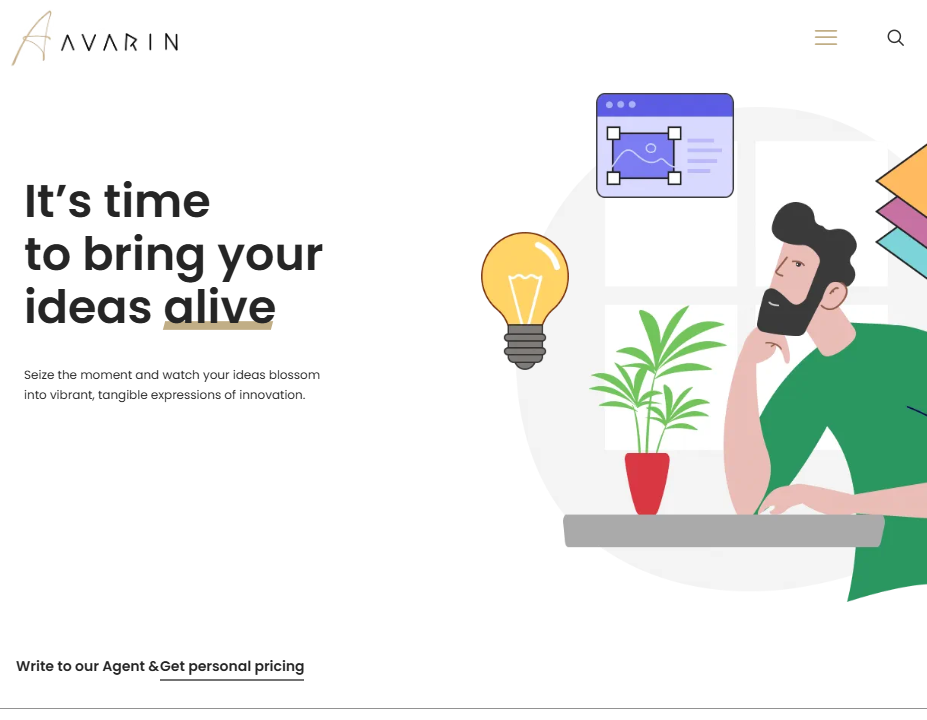 AVARIN
It’s time
to bring your
ideas alive
Seize the moment and watch your ideas blossom
into vibrant, tangible expressions of innovation.
Write to our Agent &Get personal pricing